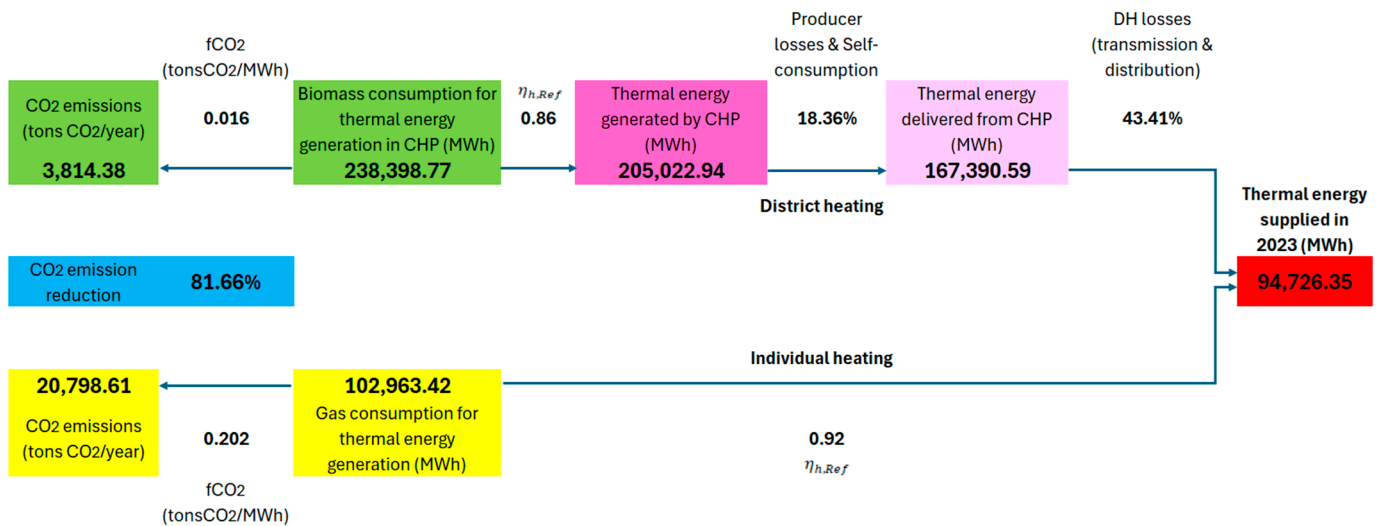 fCO2
(tonsCO2/MWh)
Producer
losses & Self-
consumption
DH losses
(transmission &
distribution)
CO2 emissions
(tons CO2/year)
3,814.38
0.016
Biomass consumption for
thermal energy
generation in CHP (MWh)
238,398.77
ηh,Ref
0.86
Thermal energy
generated by CHP
(MWh)
205,022.94
18.36%
Thermal energy
delivered from CHP
(MWh)
167,390.59
43.41%
District heating
Thermal energy
supplied in
2023 (MWh)
94,726.35
CO2 emission
reduction
81.66%
Individual heating
20,798.61
CO2 emissions
(tons CO2/year)
0.202
fCO2
(tonsCO2/MWh)
102,963.42
Gas consumption for
thermal energy
generation (MWh)
0.92
ηh,Ref